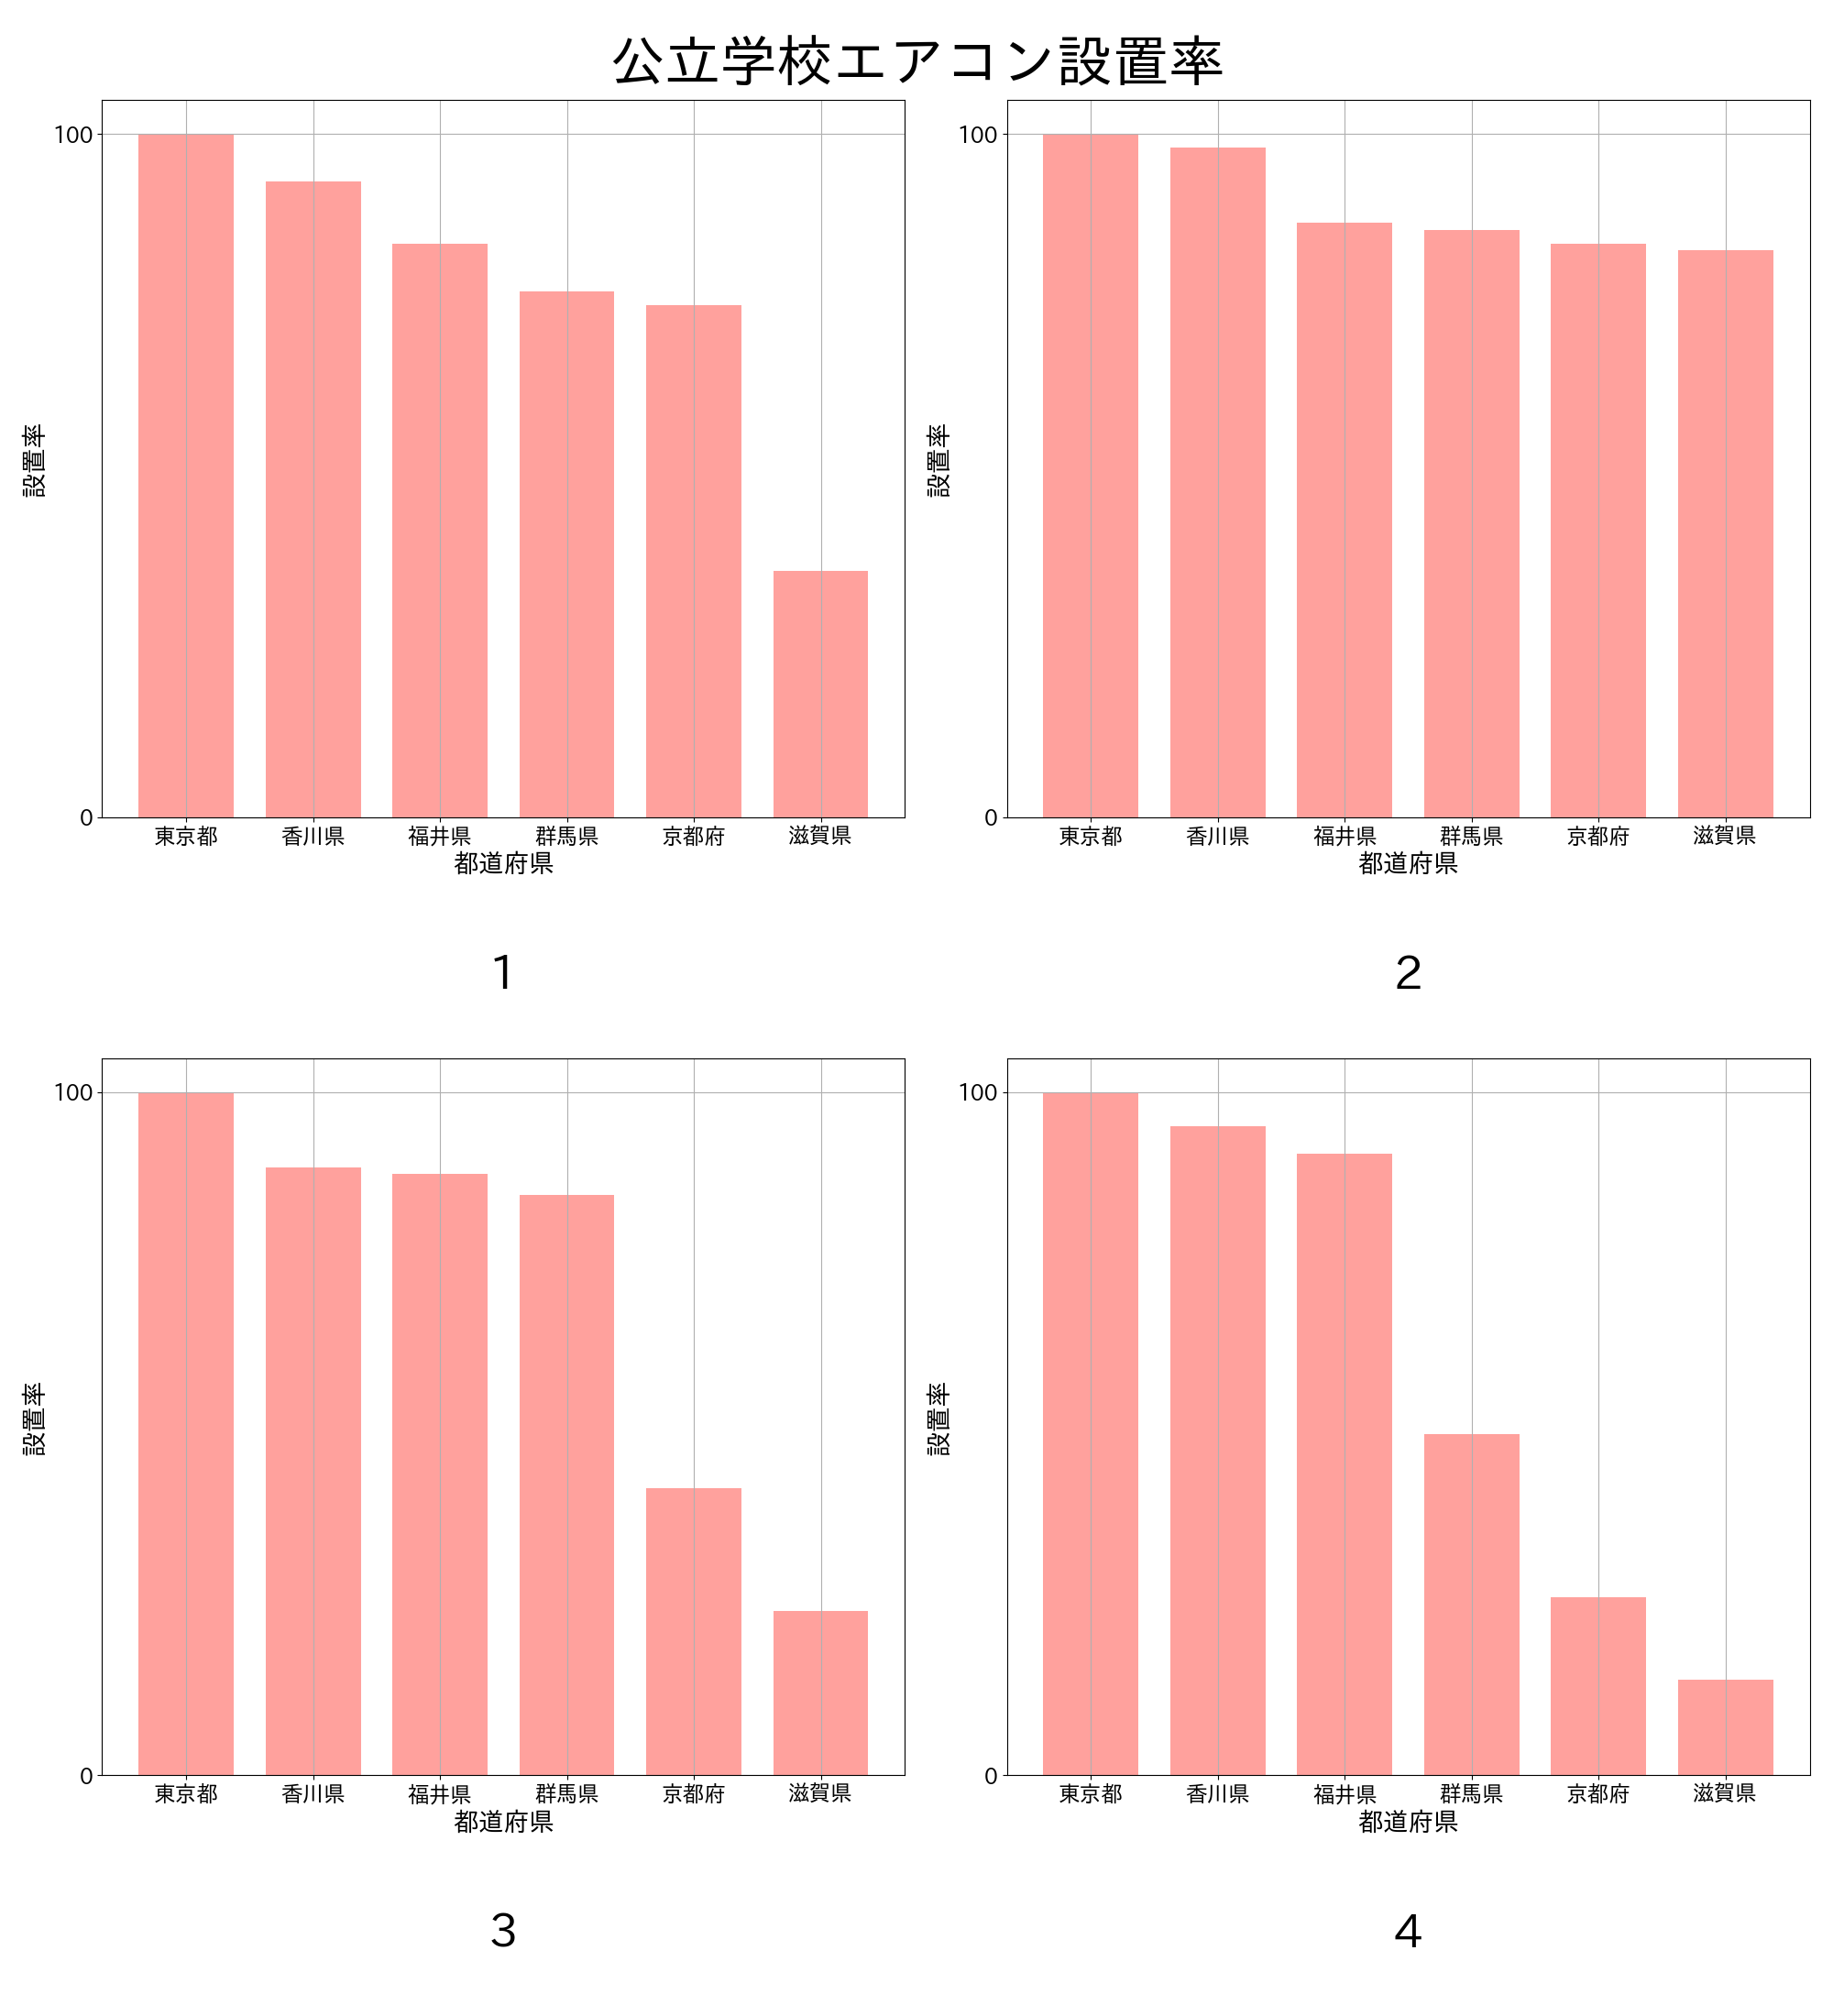 公立学校エアコン設置率
100
0
設置率
東京都 香川県 福井県 群馬県 京都府 滋賀県
都道府県
1
100
0
設置率
東京都 香川県 福井県 群馬県 京都府 滋賀県
都道府県
2
100
0
設置率
東京都 香川県 福井県 群馬県 京都府 滋賀県
都道府県
3
100
0
設置率
東京都 香川県 福井県 群馬県 京都府 滋賀県
都道府県
4